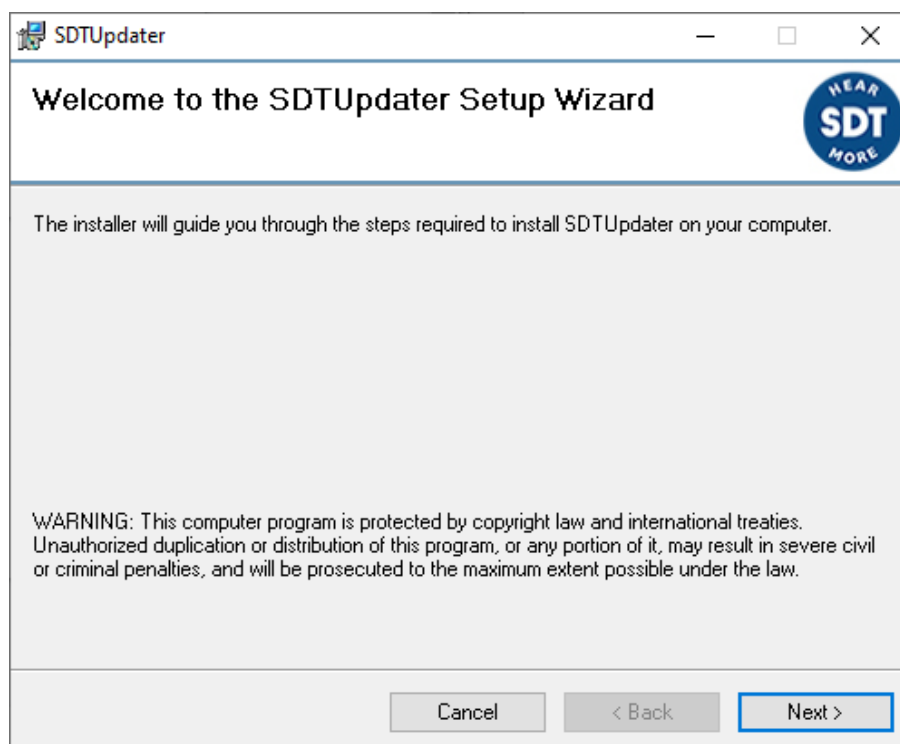 SDTUpdater
Welcome to the SDTUpdater Setup Wizard
HEAR
SDT
MORE
The installer will guide you through the steps required to install SDTUpdater on your computer.
WARNING: This computer program is protected by copyright law and international treaties.
Unauthorized duplication or distribution of this program, or any portion of it, may result in severe civil
or criminal penalties, and will be prosecuted to the maximum extent possible under the law.
Cancel
< Back
Next >